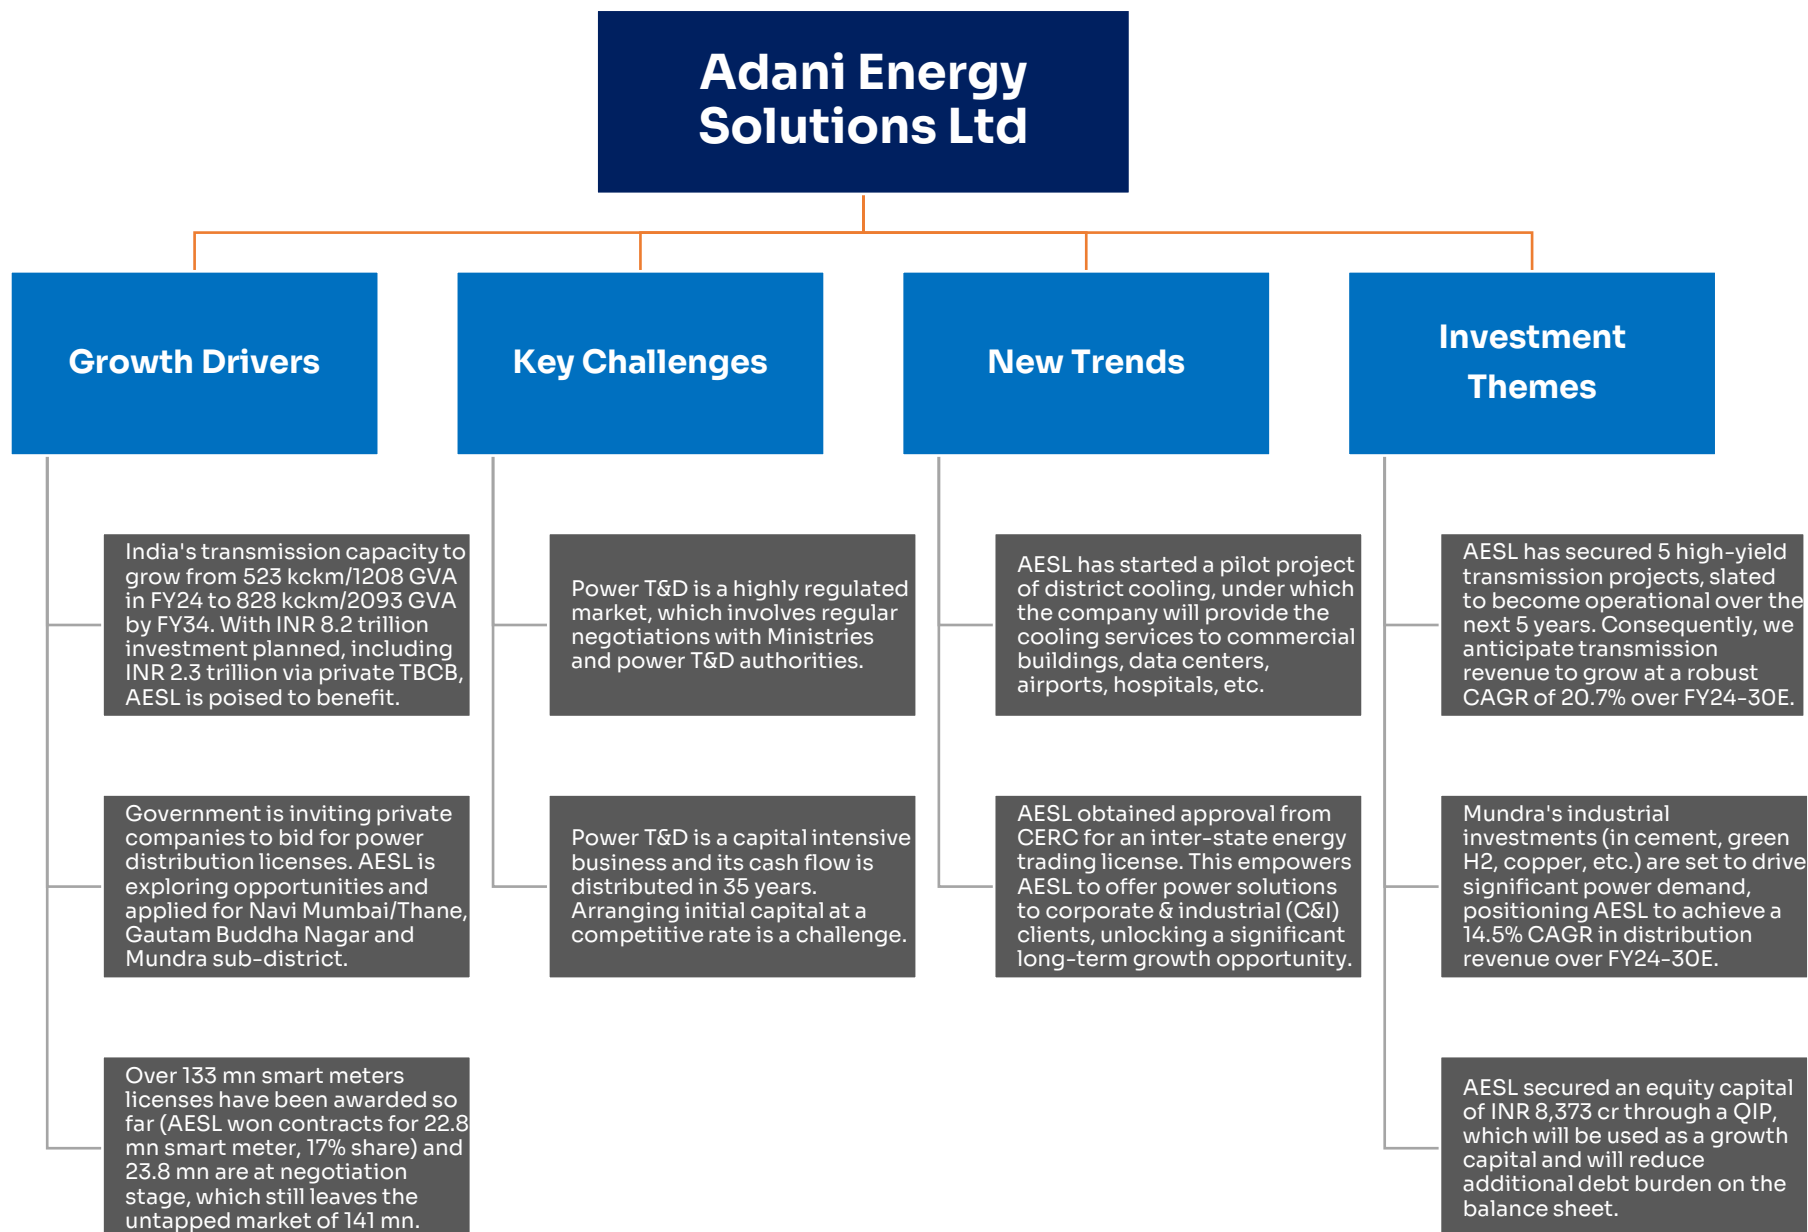 Adani Energy
Solutions Ltd
Growth Drivers
India's transmission capacity to
grow from 523 kckm/1208 GVA
in FY24 to 828 kckm/2093 GVA
by FY34. With INR 8.2 trillion
investment planned, including
INR 2.3 trillion via private TBCB,
AESL is poised to benefit.
Government is inviting private
companies to bid for power
distribution licenses. AESL is
exploring opportunities and
applied for Navi Mumbai/Thane,
Gautam Buddha Nagar and
Mundra sub-district.
Over 133 mn smart meters
licenses have been awarded so
far (AESL won contracts for 22.8
mn smart meter, 17% share) and
23.8 mn are at negotiation
stage, which still leaves the
untapped market of 141 mn.
Key Challenges
Power T&D is a highly regulated
market, which involves regular
negotiations with Ministries
and power T&D authorities.
Power T&D is a capital intensive
business and its cash flow is
distributed in 35 years.
Arranging initial capital at a
competitive rate is a challenge.
New Trends
AESL has started a pilot project
of district cooling, under which
the company will provide the
cooling services to commercial
buildings, data centers,
airports, hospitals, etc.
AESL obtained approval from
CERC for an inter-state energy
trading license. This empowers
AESL to offer power solutions
to corporate & industrial (C&I)
clients, unlocking a significant
long-term growth opportunity.
Investment
Themes
AESL has secured 5 high-yield
transmission projects, slated
to become operational over the
next 5 years. Consequently, we
anticipate transmission
revenue to grow at a robust
CAGR of 20.7% over FY24-30E.
Mundra's industrial
investments (in cement, green
H2, copper, etc.) are set to drive
significant power demand,
positioning AESL to achieve a
14.5% CAGR in distribution
revenue over FY24-30E.
AESL secured an equity capital
of INR 8,373 cr through a QIP,
which will be used as a growth
capital and will reduce
additional debt burden on the
balance sheet.